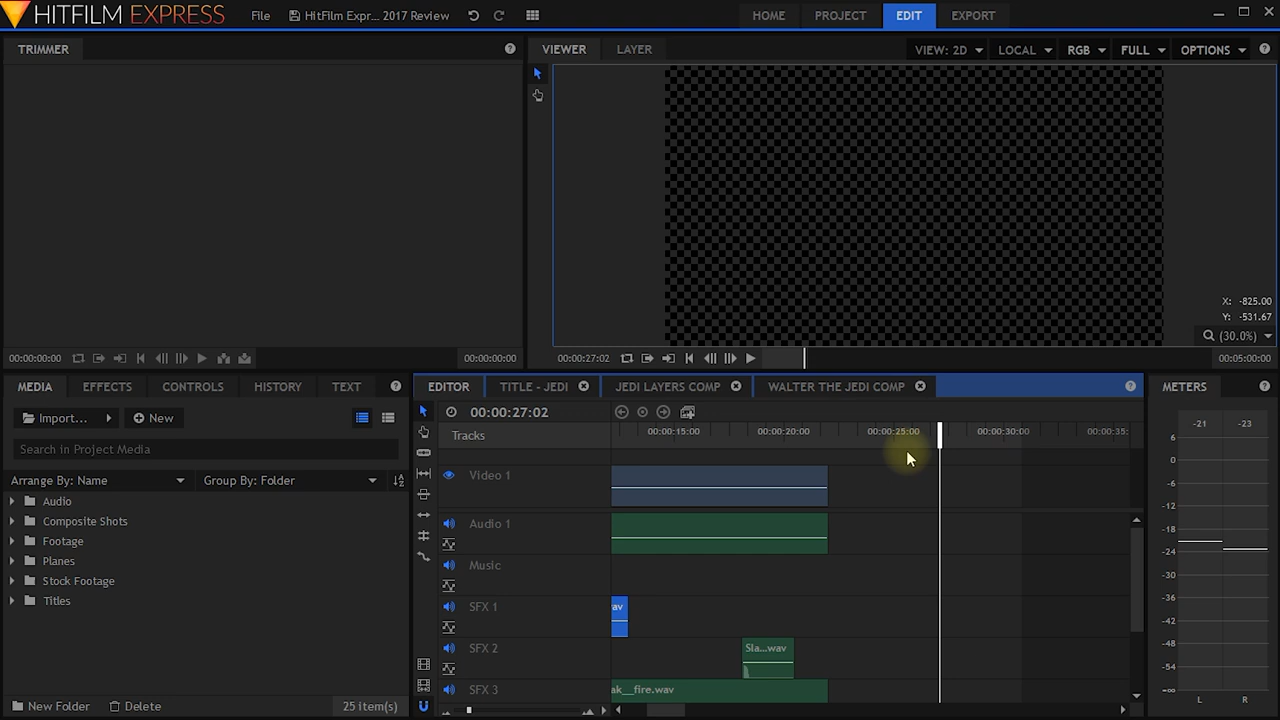 HITFILM EXPRESS
File
HitFilm Expr... 2017 Review
HOME
PROJECT
EDIT
EXPORT
TRIMMER
VIEWER
LAYER
VIEW: 2D
LOCAL
RGB
FULL
OPTIONS
X: -825.00
Y: -531.67
(30.0%)
00:00:00:00
00:00:00:00
00:00:27:02
00:05:00:00
MEDIA
EFFECTS
CONTROLS
HISTORY
TEXT
EDITOR
TITLE - JEDI
JEDI LAYERS COMP
WALTER THE JEDI COMP
METERS
Import...
New
Search in Project Media
Arrange By: Name
Group By: Folder
Audio
Composite Shots
Footage
Planes
Stock Footage
Titles
New Folder
Delete
25 item(s)
00:00:27:02
Tracks
00:00:15:00
00:00:20:00
00:00:25:00
00:00:30:00
00:00:35:
Video 1
Audio 1
Music
SFX 1
SFX 2
Sla...wav
SFX 3
ak__fire.wav
-21
-23
6
0
-6
-12
-18
-24
-30
-36
-42
-48
-54
-∞
L
R